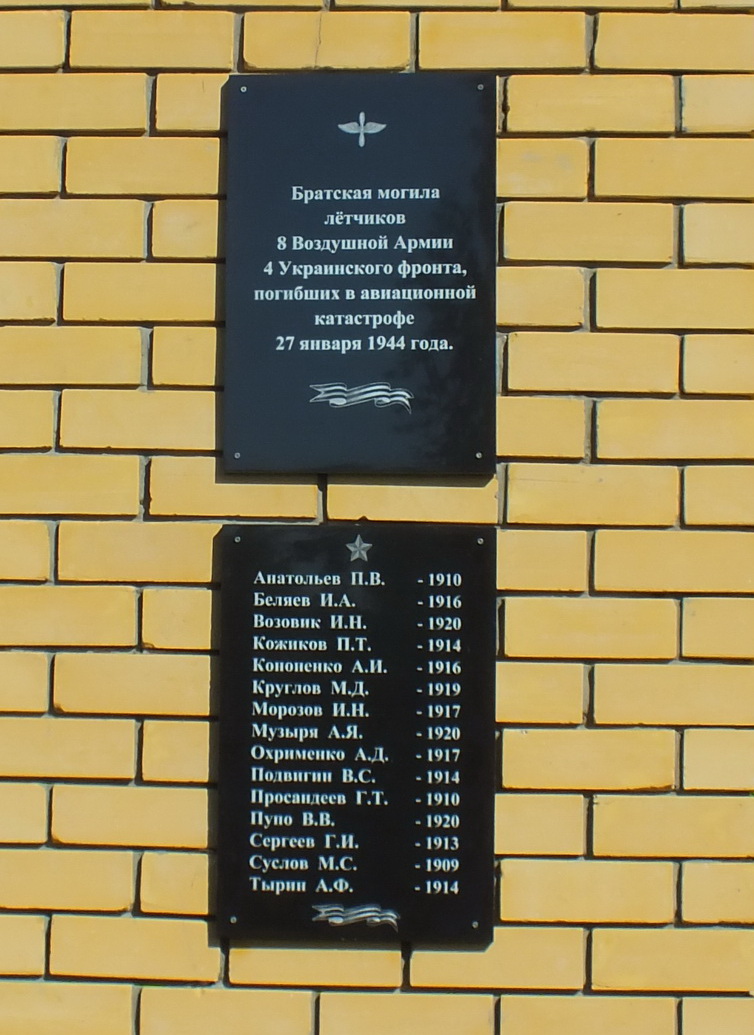 Братская могила
лётчиков
8 Воздушной Армии
4 Украинского фронта,
погибших в авиационной
катастрофе
27 января 1944 года.
Анатольев П.В. - 1910
Беляев И.А. - 1916
Возовик И.Н. - 1920
Кожиков П.Т. - 1914
Кононенко А.И. - 1916
Круглов М.Д. - 1919
Морозов И.Н. - 1917
Музыря А.Я. - 1920
Охрименко А.Д. - 1917
Подвигин В.С. - 1914
Просандеев Г.Т. - 1910
Пупо В.В. - 1920
Сергеев Г.И. - 1913
Суслов М.С. - 1909
Тырин А.Ф. - 1914